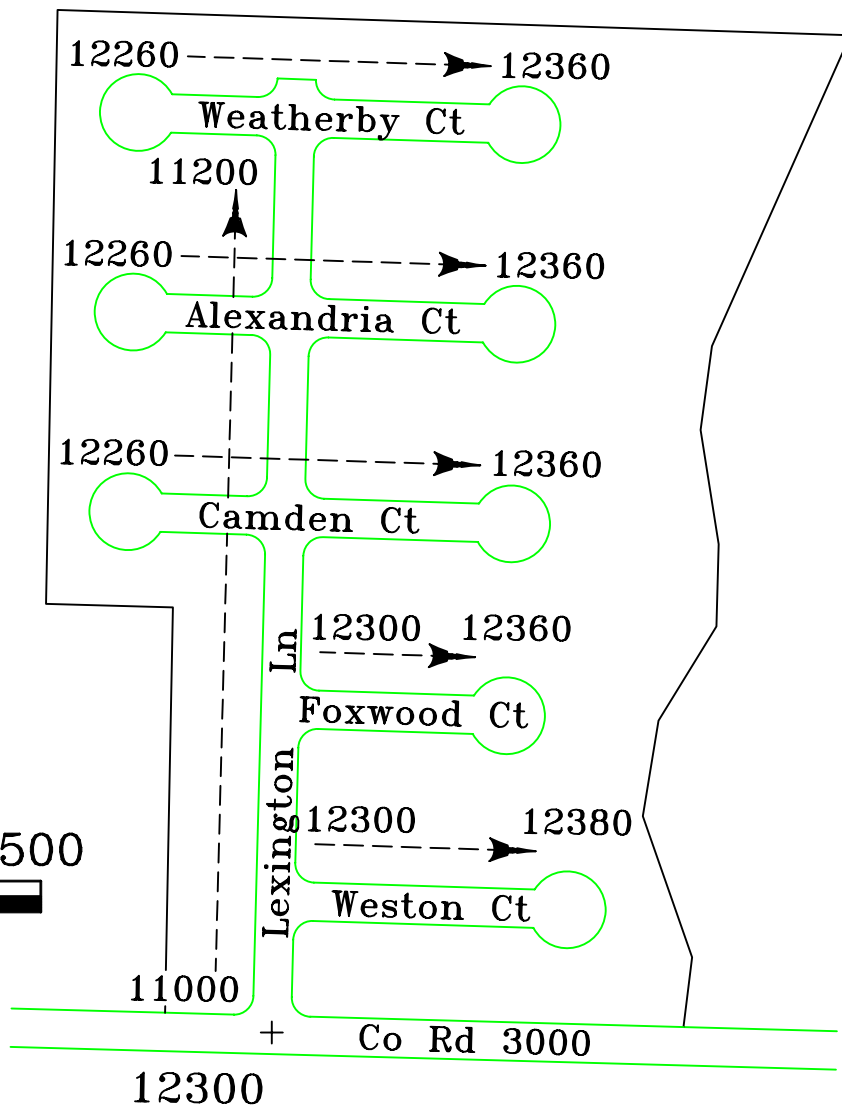 12260 12360
Weatherby Ct
11200
12260 12360
Alexandria Ct
12260 12360
Camden Ct
12300 12360
Foxwood Ct
Lexington Ln
12300 12380
500
Weston Ct
11000
Co Rd 3000
12300